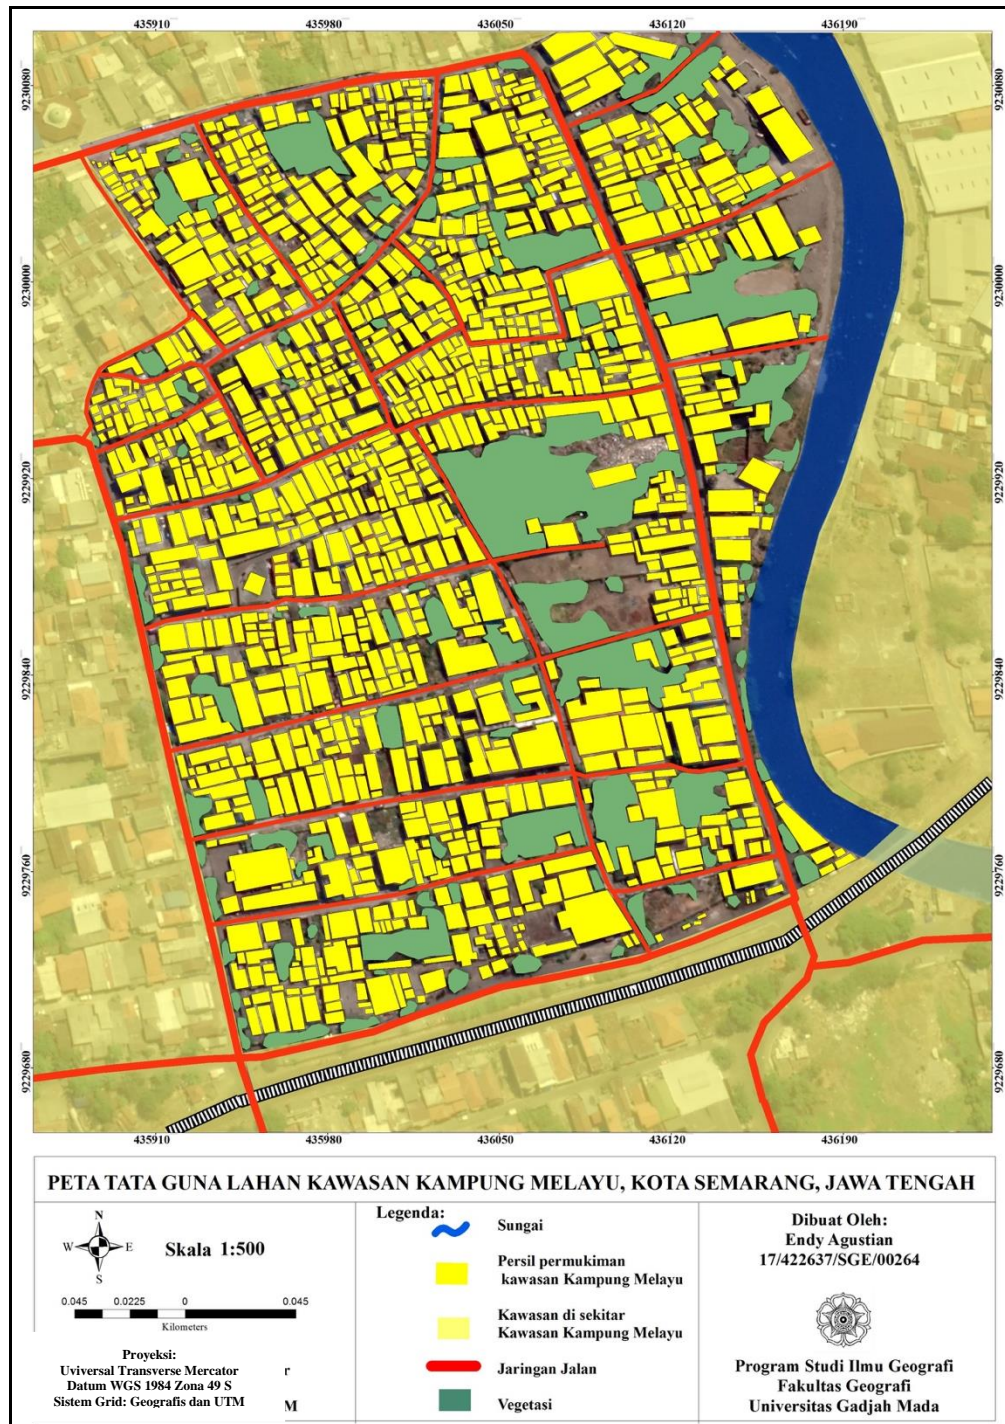 435910 435980 436050 436120 436190
9230080 9230080
9230000 9230000
9229920 9229920
9229840 9229840
9229760 9229760
9229680 9229680
435910 435980 436050 436120 436190
PETA TATA GUNA LAHAN KAWASAN KAMPUNG MELAYU, KOTA SEMARANG, JAWA TENGAH
N
W E
S
Skala 1:500
0.045 0.0225 0 0.045
Kilometers
Proyeksi:
Uviversal Transverse Mercator
Datum WGS 1984 Zona 49 S
Sistem Grid: Geografis dan UTM
r
M
Legenda:
Sungai
Persil permukiman
kawasan Kampung Melayu
Kawasan di sekitar
Kawasan Kampung Melayu
Jaringan Jalan
Vegetasi
Dibuat Oleh:
Endy Agustian
17/422637/SGE/00264
Program Studi Ilmu Geografi
Fakultas Geografi
Universitas Gadjah Mada